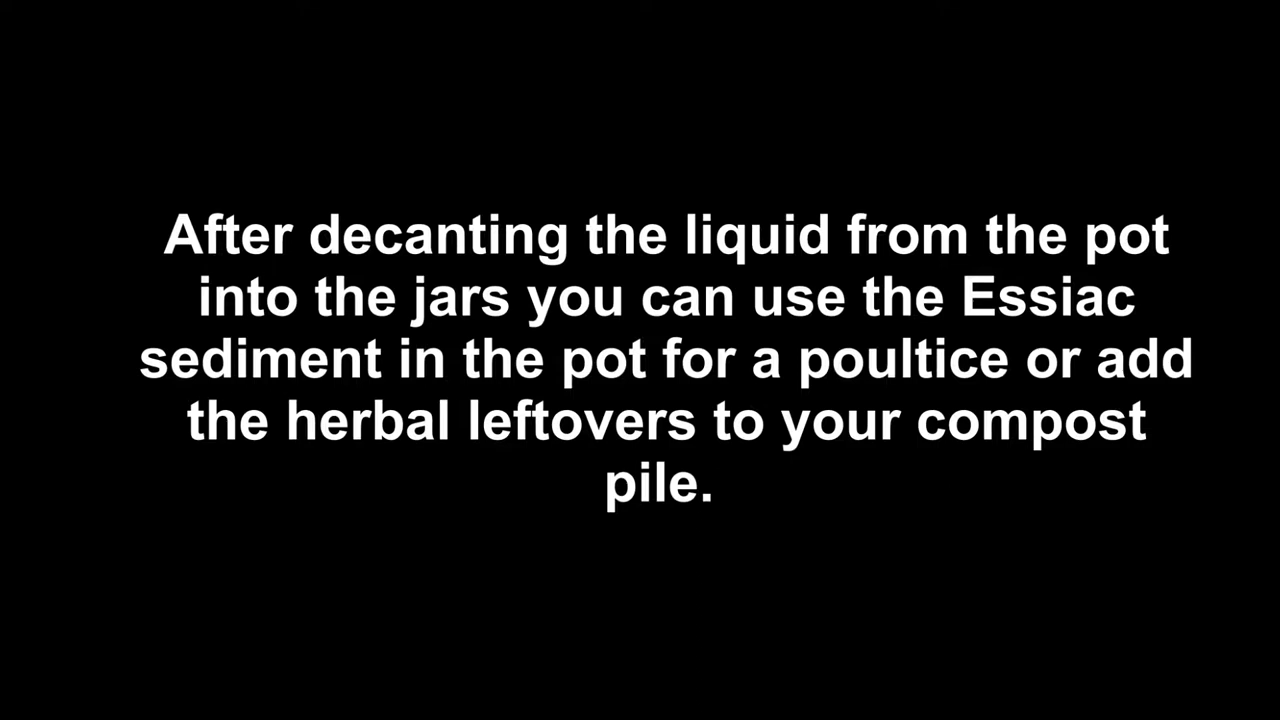 After decanting the liquid from the pot
into the jars you can use the Essiac
sediment in the pot for a poultice or add
the herbal leftovers to your compost
pile.